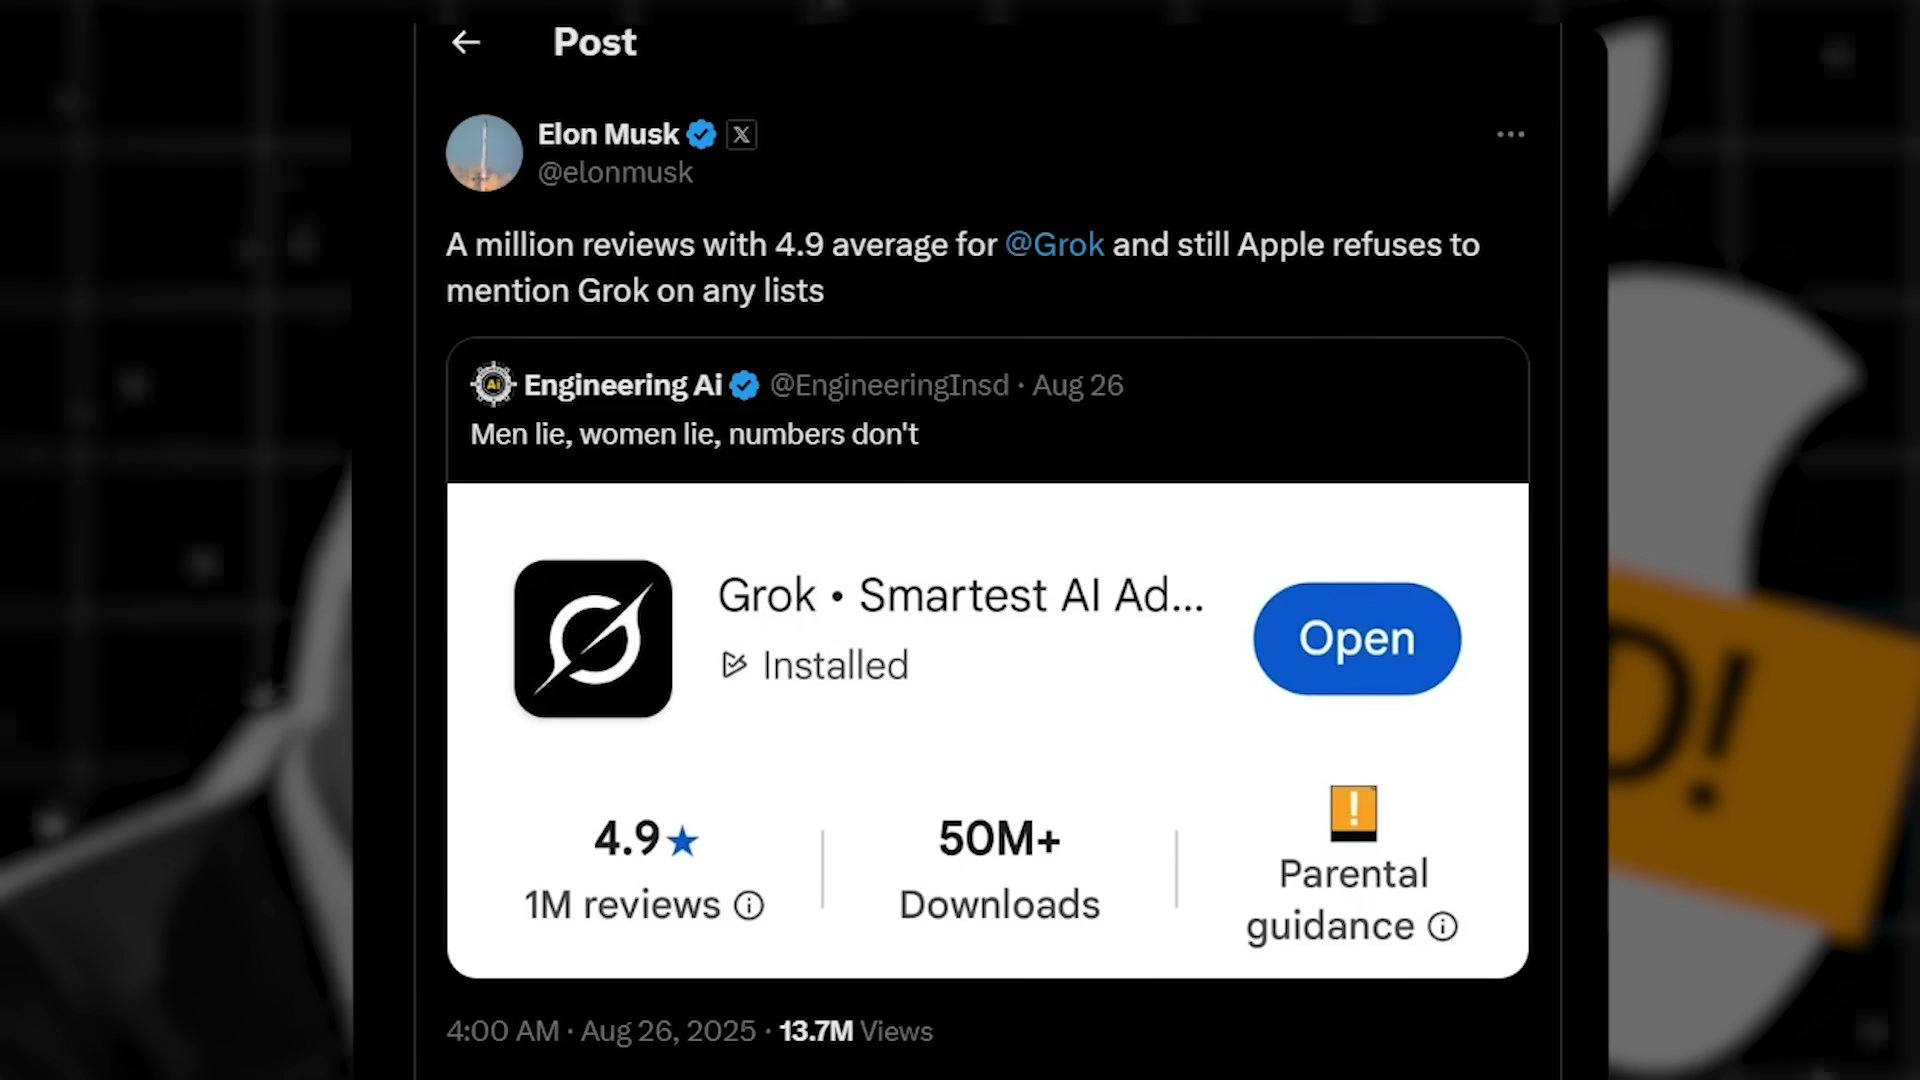 Post
Elon Musk
@elonmusk
A million reviews with 4.9 average for @Grok and still Apple refuses to
mention Grok on any lists
Ai
Engineering Ai @EngineeringInsd · Aug 26
Men lie, women lie, numbers don't
Grok • Smartest AI Ad...
Installed
Open
4.9★
1M reviews
50M+
Downloads
!
Parental
guidance
4:00 AM · Aug 26, 2025 · 13.7M Views